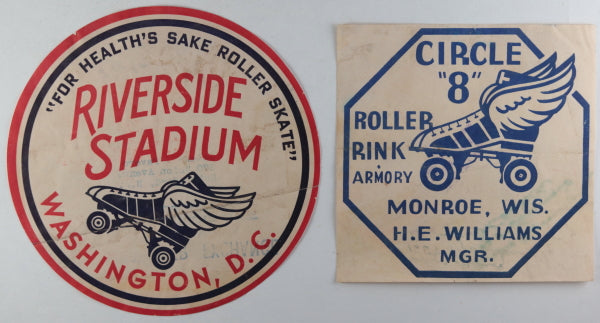 "FOR HEALTH'S SAKE ROLLER SKATE"
RIVERSIDE
STADIUM
WASHINGTON, D.C.
CIRCLE
"8"
ROLLER
RINK
ARMORY
MONROE, WIS.
H.E. WILLIAMS
MGR.